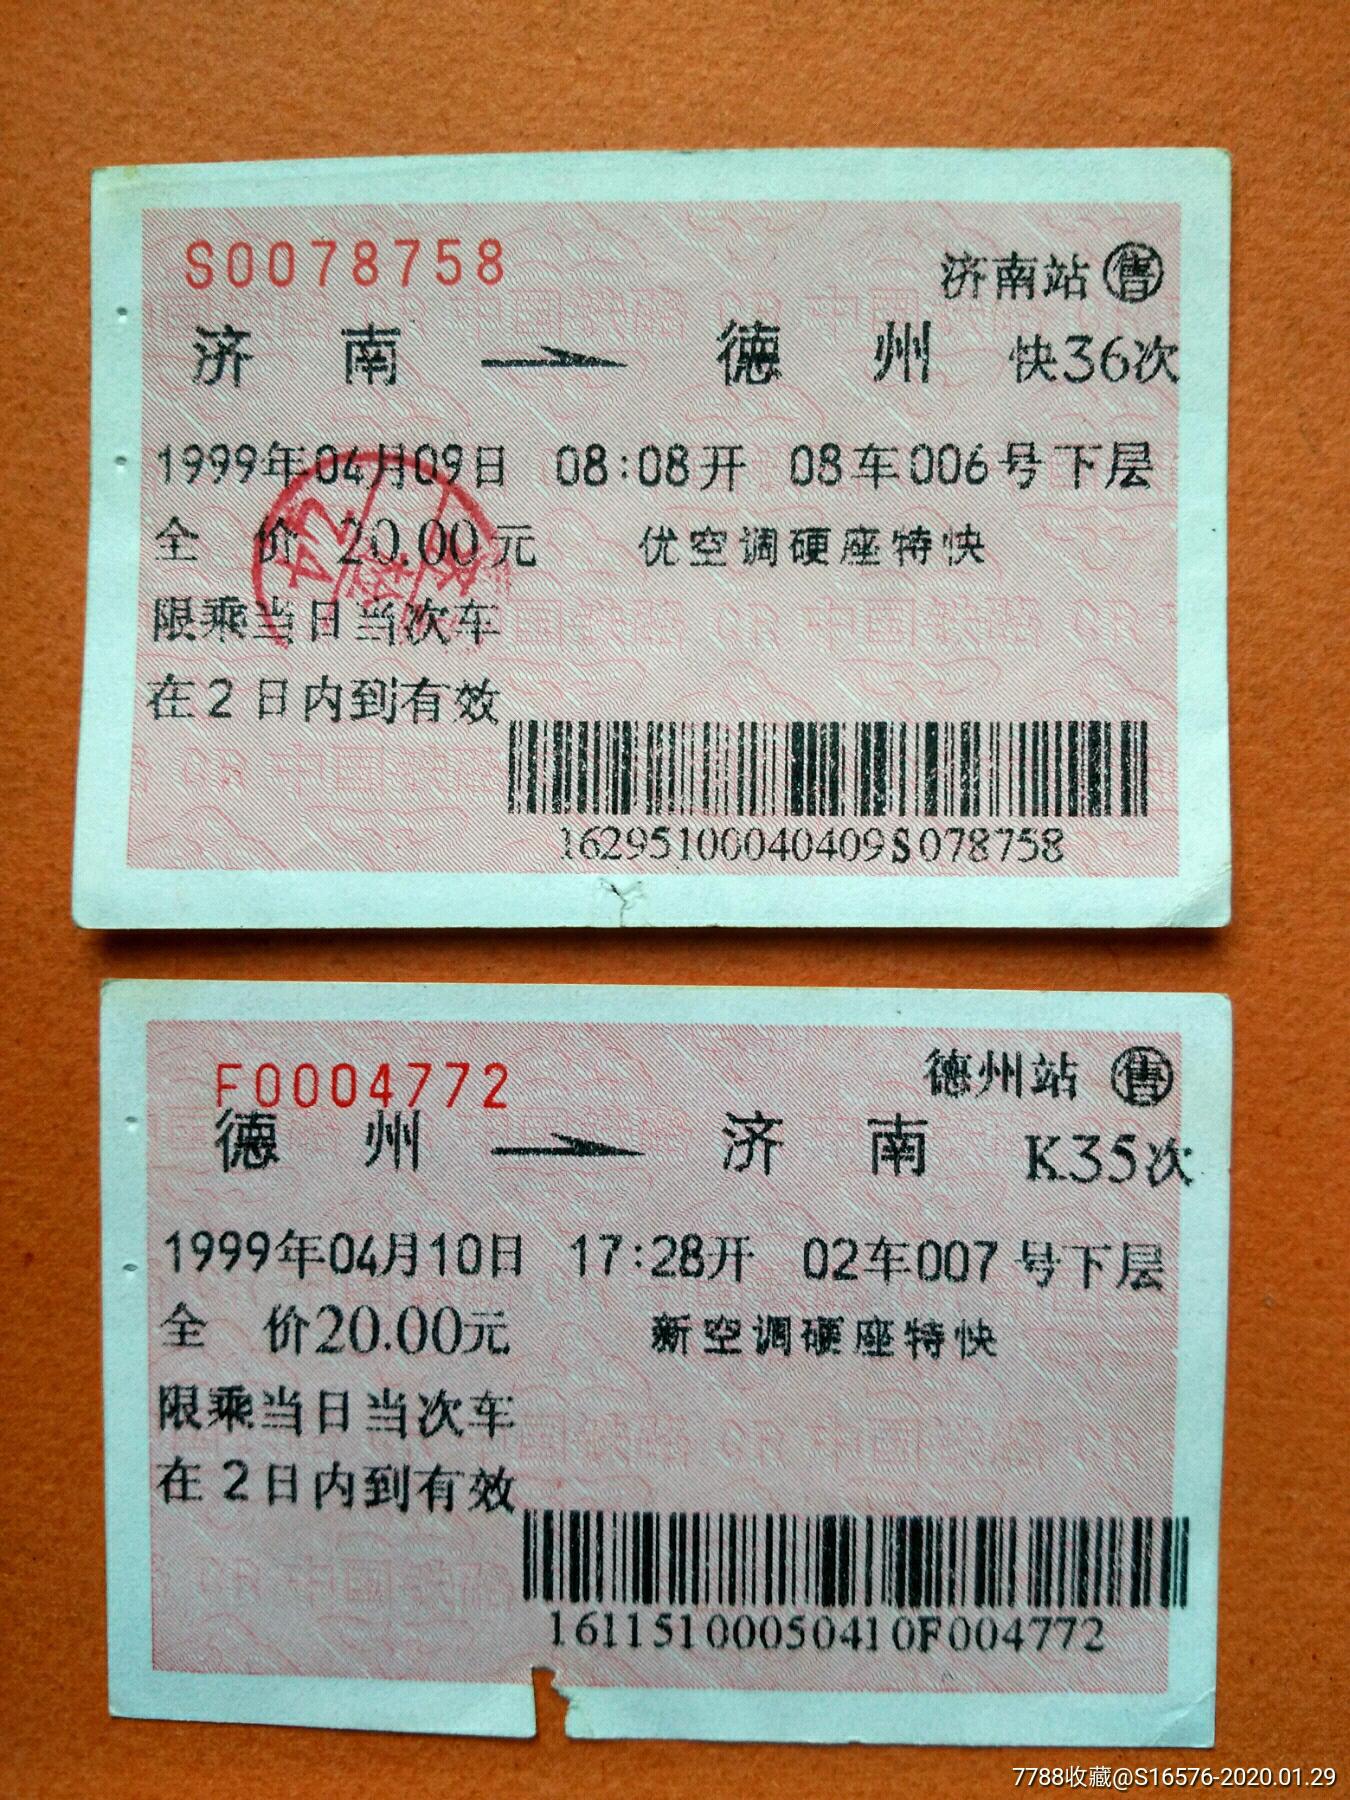 S0078758
济南站 售
济南 → 德州 快36次
1999年04月09日 08:08开 08车006号下层
全 价 20.00元 优空调硬座特快
限乘当日当次车
在2日内到有效
16295100040409S078758
F0004772
德州站 售
德州 → 济南 K35次
1999年04月10日 17:28开 02车007号下层
全 价20.00元 新空调硬座特快
限乘当日当次车
在2日内到有效
16115100050410F004772
7788收藏@S16576-2020.01.29